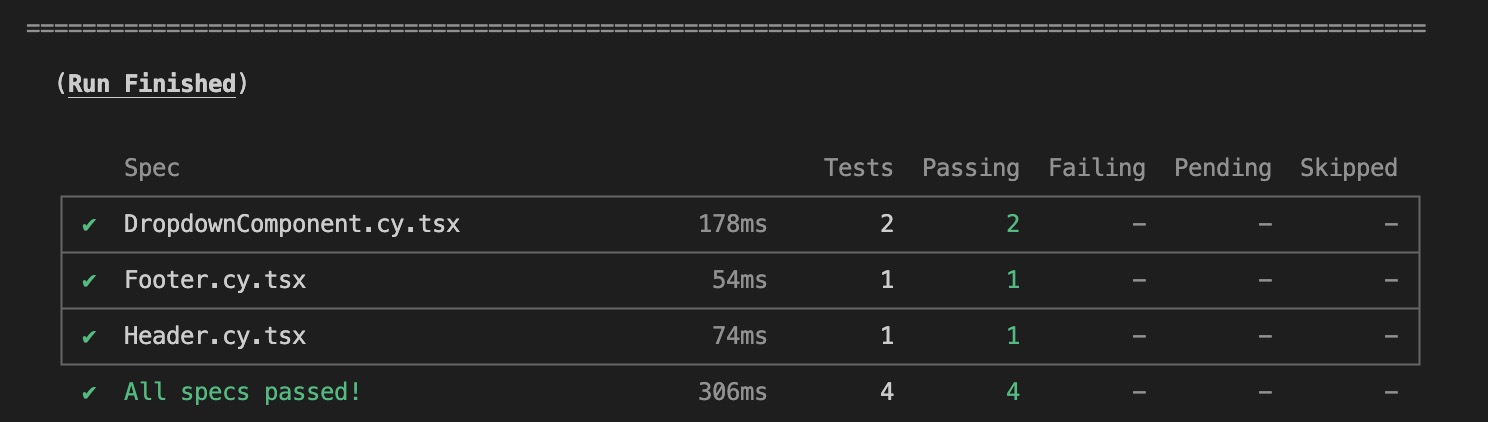 ====================================================================================================
(Run Finished)
Spec Tests Passing Failing Pending Skipped
✔ DropdownComponent.cy.tsx 178ms 2 2 - - -
✔ Footer.cy.tsx 54ms 1 1 - - -
✔ Header.cy.tsx 74ms 1 1 - - -
✔ All specs passed! 306ms 4 4 - - -